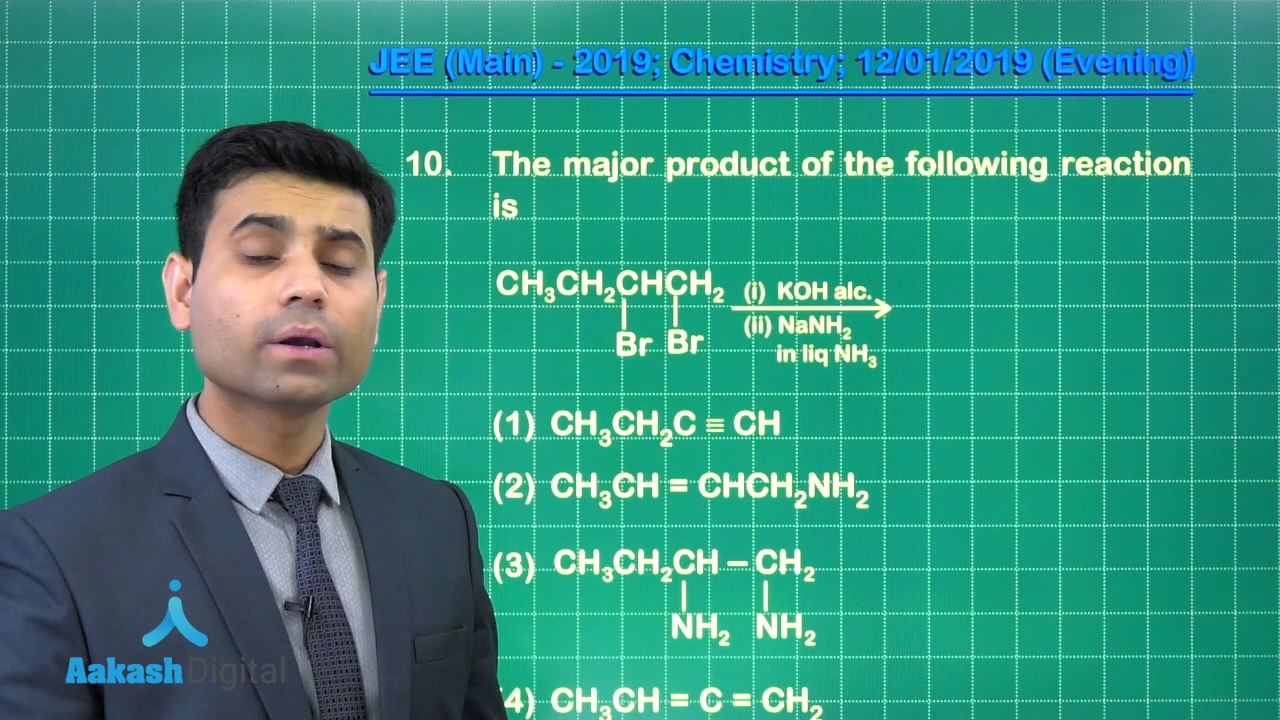 JEE (Main) - 2019; Chemistry; 12/01/2019 (Evening)
10. The major product of the following reaction
is
CH₃CH₂CHCH₂ (i) KOH alc.
Br Br (ii) NaNH₂
in liq NH₃
(1) CH₃CH₂C ≡ CH
(2) CH₃CH = CHCH₂NH₂
(3) CH₃CH₂CH – CH₂
NH₂ NH₂
4) CH₃CH = C = CH₂
Aakash Digital